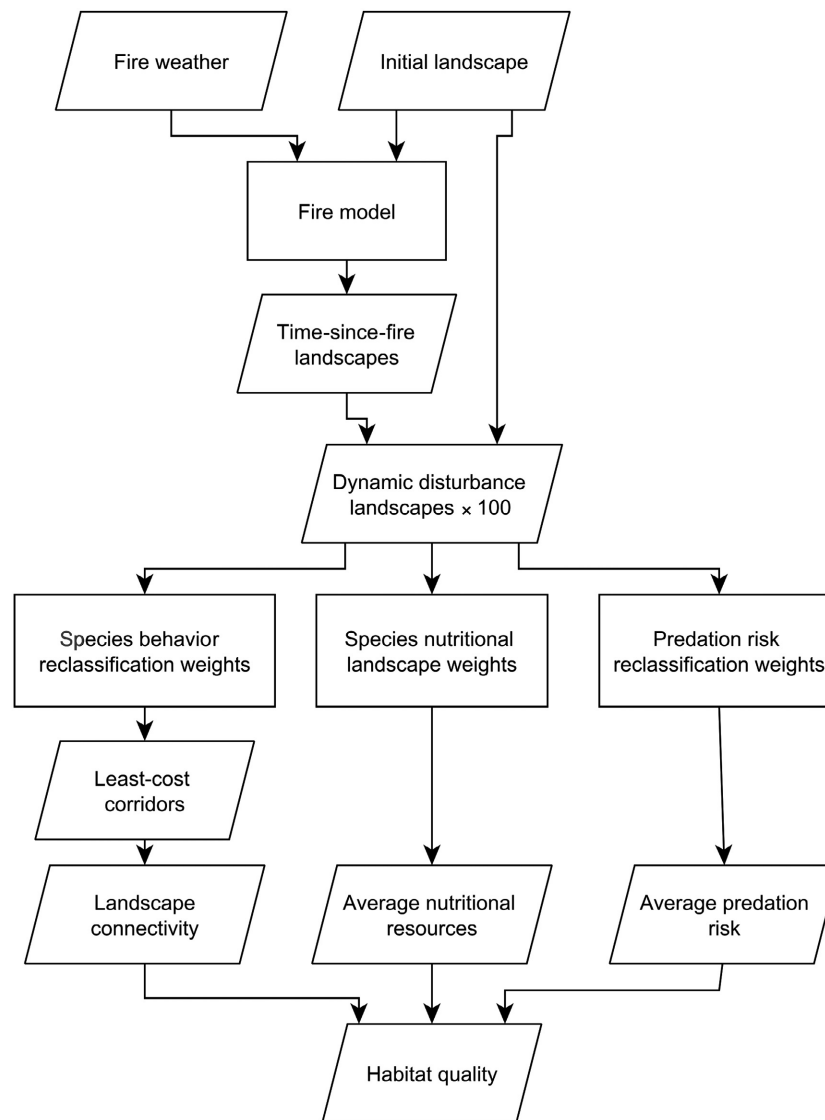 Fire weather
Initial landscape
Fire model
Time-since-fire
landscapes
Dynamic disturbance
landscapes × 100
Species behavior
reclassification weights
Species nutritional
landscape weights
Predation risk
reclassification weights
Least-cost
corridors
Landscape
connectivity
Average nutritional
resources
Average predation
risk
Habitat quality